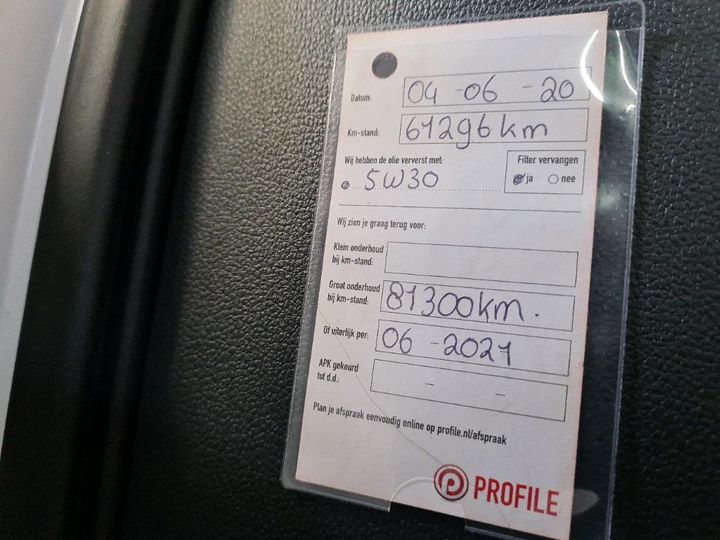 Datum: 04 - 06 - 20
Km-stand: 61296 km
Wij hebben de olie ververst met: Filter vervangen
5W30 ja nee
Wij zien je graag terug voor:
Klein onderhoud
bij km-stand:
Groot onderhoud
bij km-stand: 81300km.
Of uiterlijk per: 06 - 2021
APK gekeurd
tot d.d.: - -
Plan je afspraak eenvoudig online op profile.nl/afspraak
PROFILE